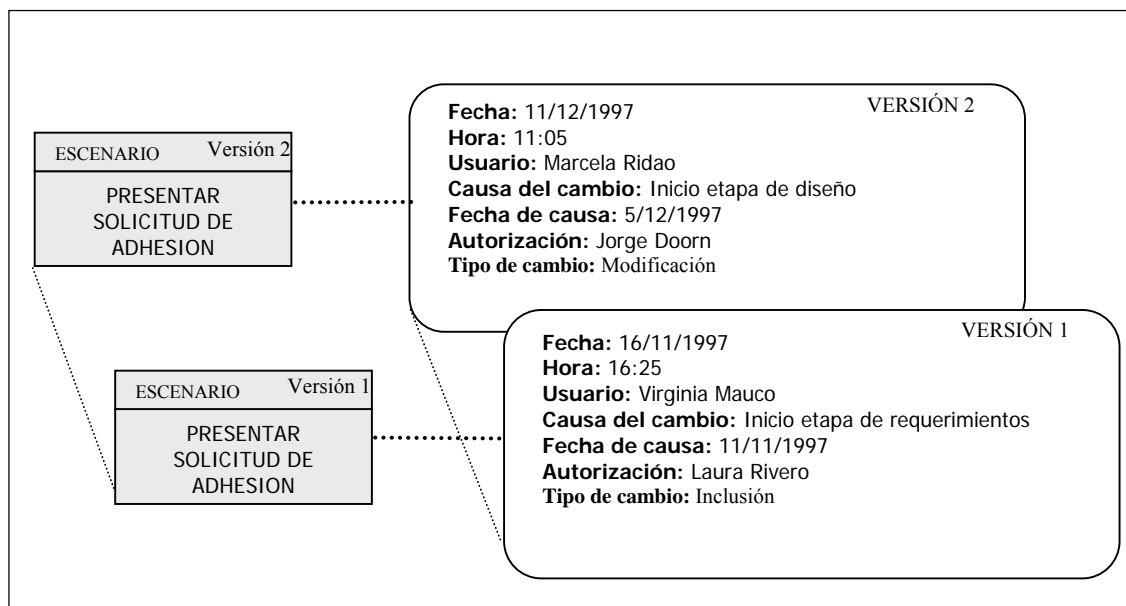 ESCENARIO Versión 2
PRESENTAR
SOLICITUD DE
ADHESION
VERSIÓN 2
Fecha: 11/12/1997
Hora: 11:05
Usuario: Marcela Ridao
Causa del cambio: Inicio etapa de diseño
Fecha de causa: 5/12/1997
Autorización: Jorge Doorn
Tipo de cambio: Modificación
ESCENARIO Versión 1
PRESENTAR
SOLICITUD DE
ADHESION
VERSIÓN 1
Fecha: 16/11/1997
Hora: 16:25
Usuario: Virginia Mauco
Causa del cambio: Inicio etapa de requerimientos
Fecha de causa: 11/11/1997
Autorización: Laura Rivero
Tipo de cambio: Inclusión